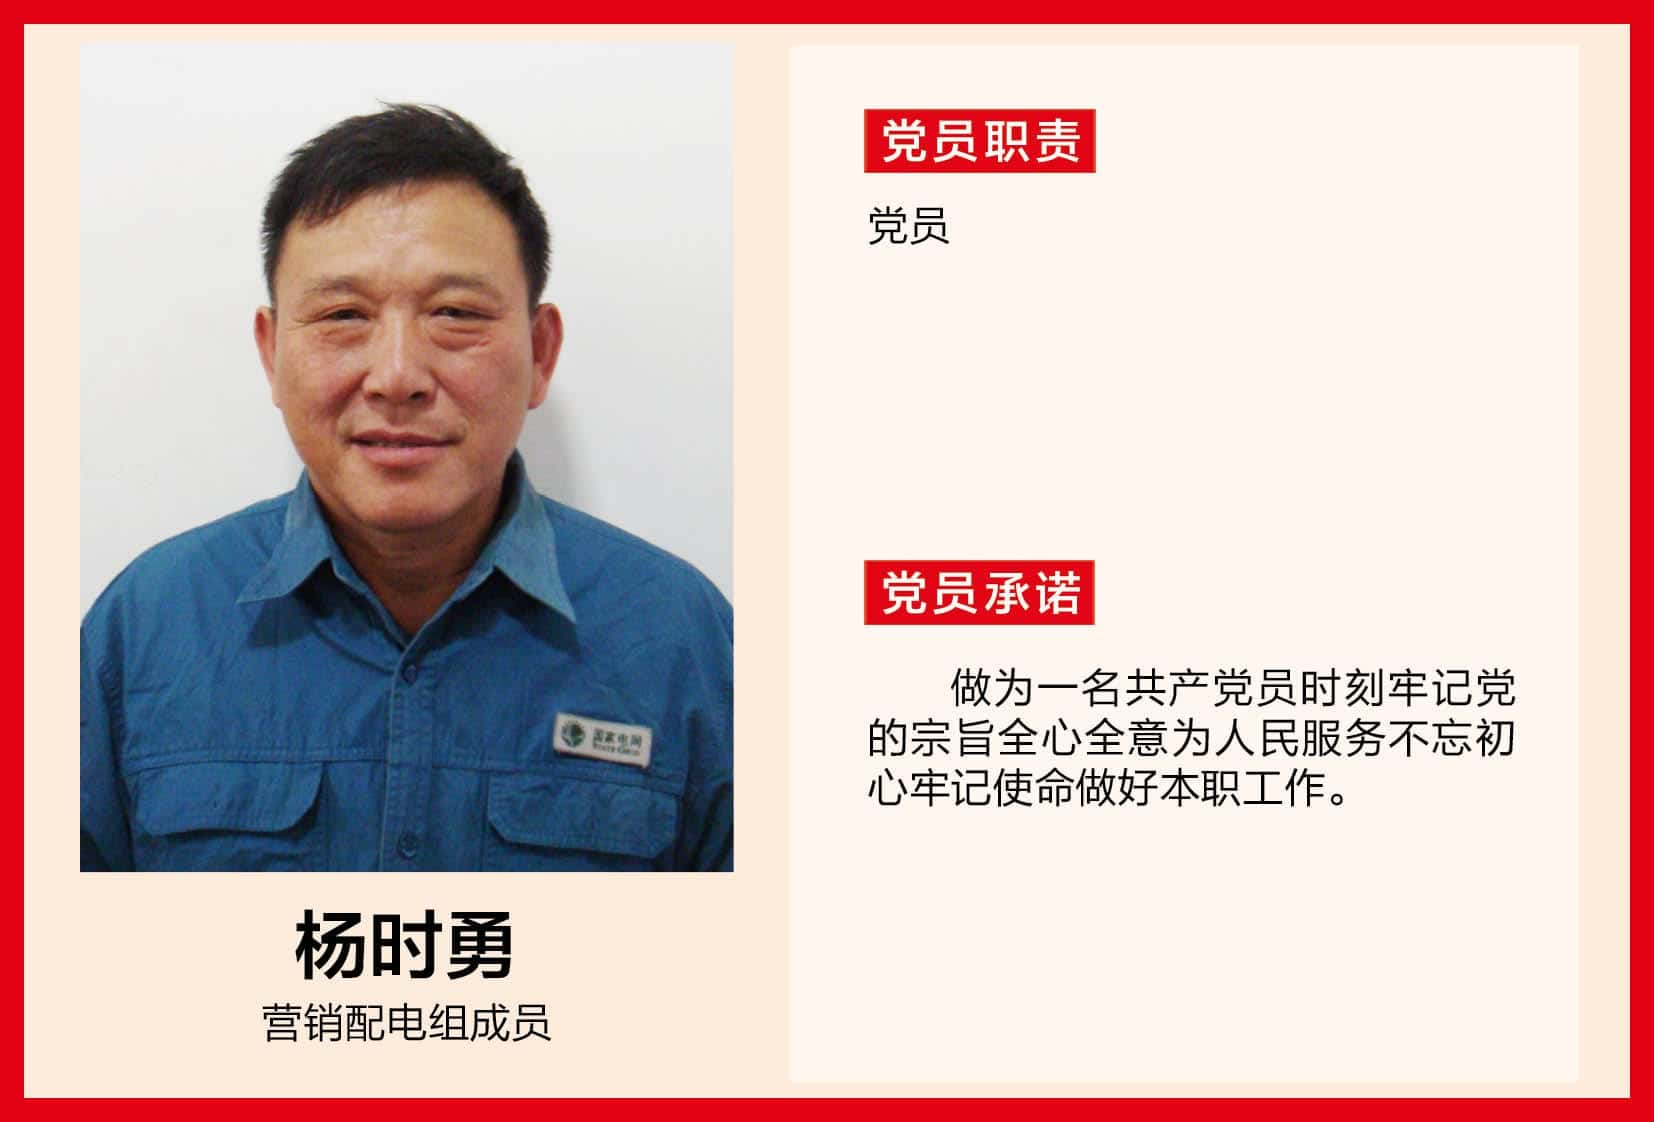 党员职责
党员
国家电网
STATE GRID
党员承诺
做为一名共产党员时刻牢记党
的宗旨全心全意为人民服务不忘初
心牢记使命做好本职工作。
杨时勇
营销配电组成员